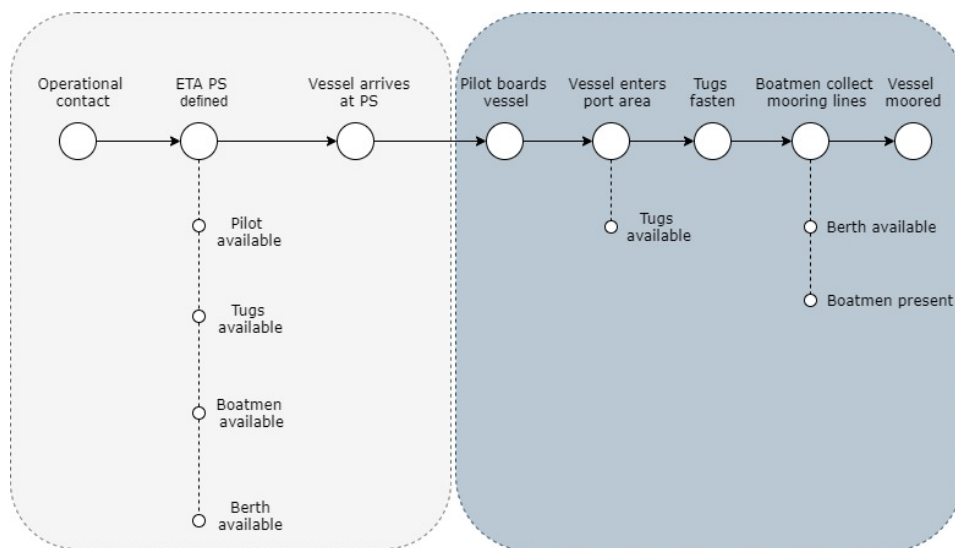 Operational
contact
ETA PS
defined
Vessel arrives
at PS
Pilot boards
vessel
Vessel enters
port area
Tugs
fasten
Boatmen collect
mooring lines
Vessel
moored
Pilot
available
Tugs
available
Boatmen
available
Berth
available
Tugs
available
Berth available
Boatmen present